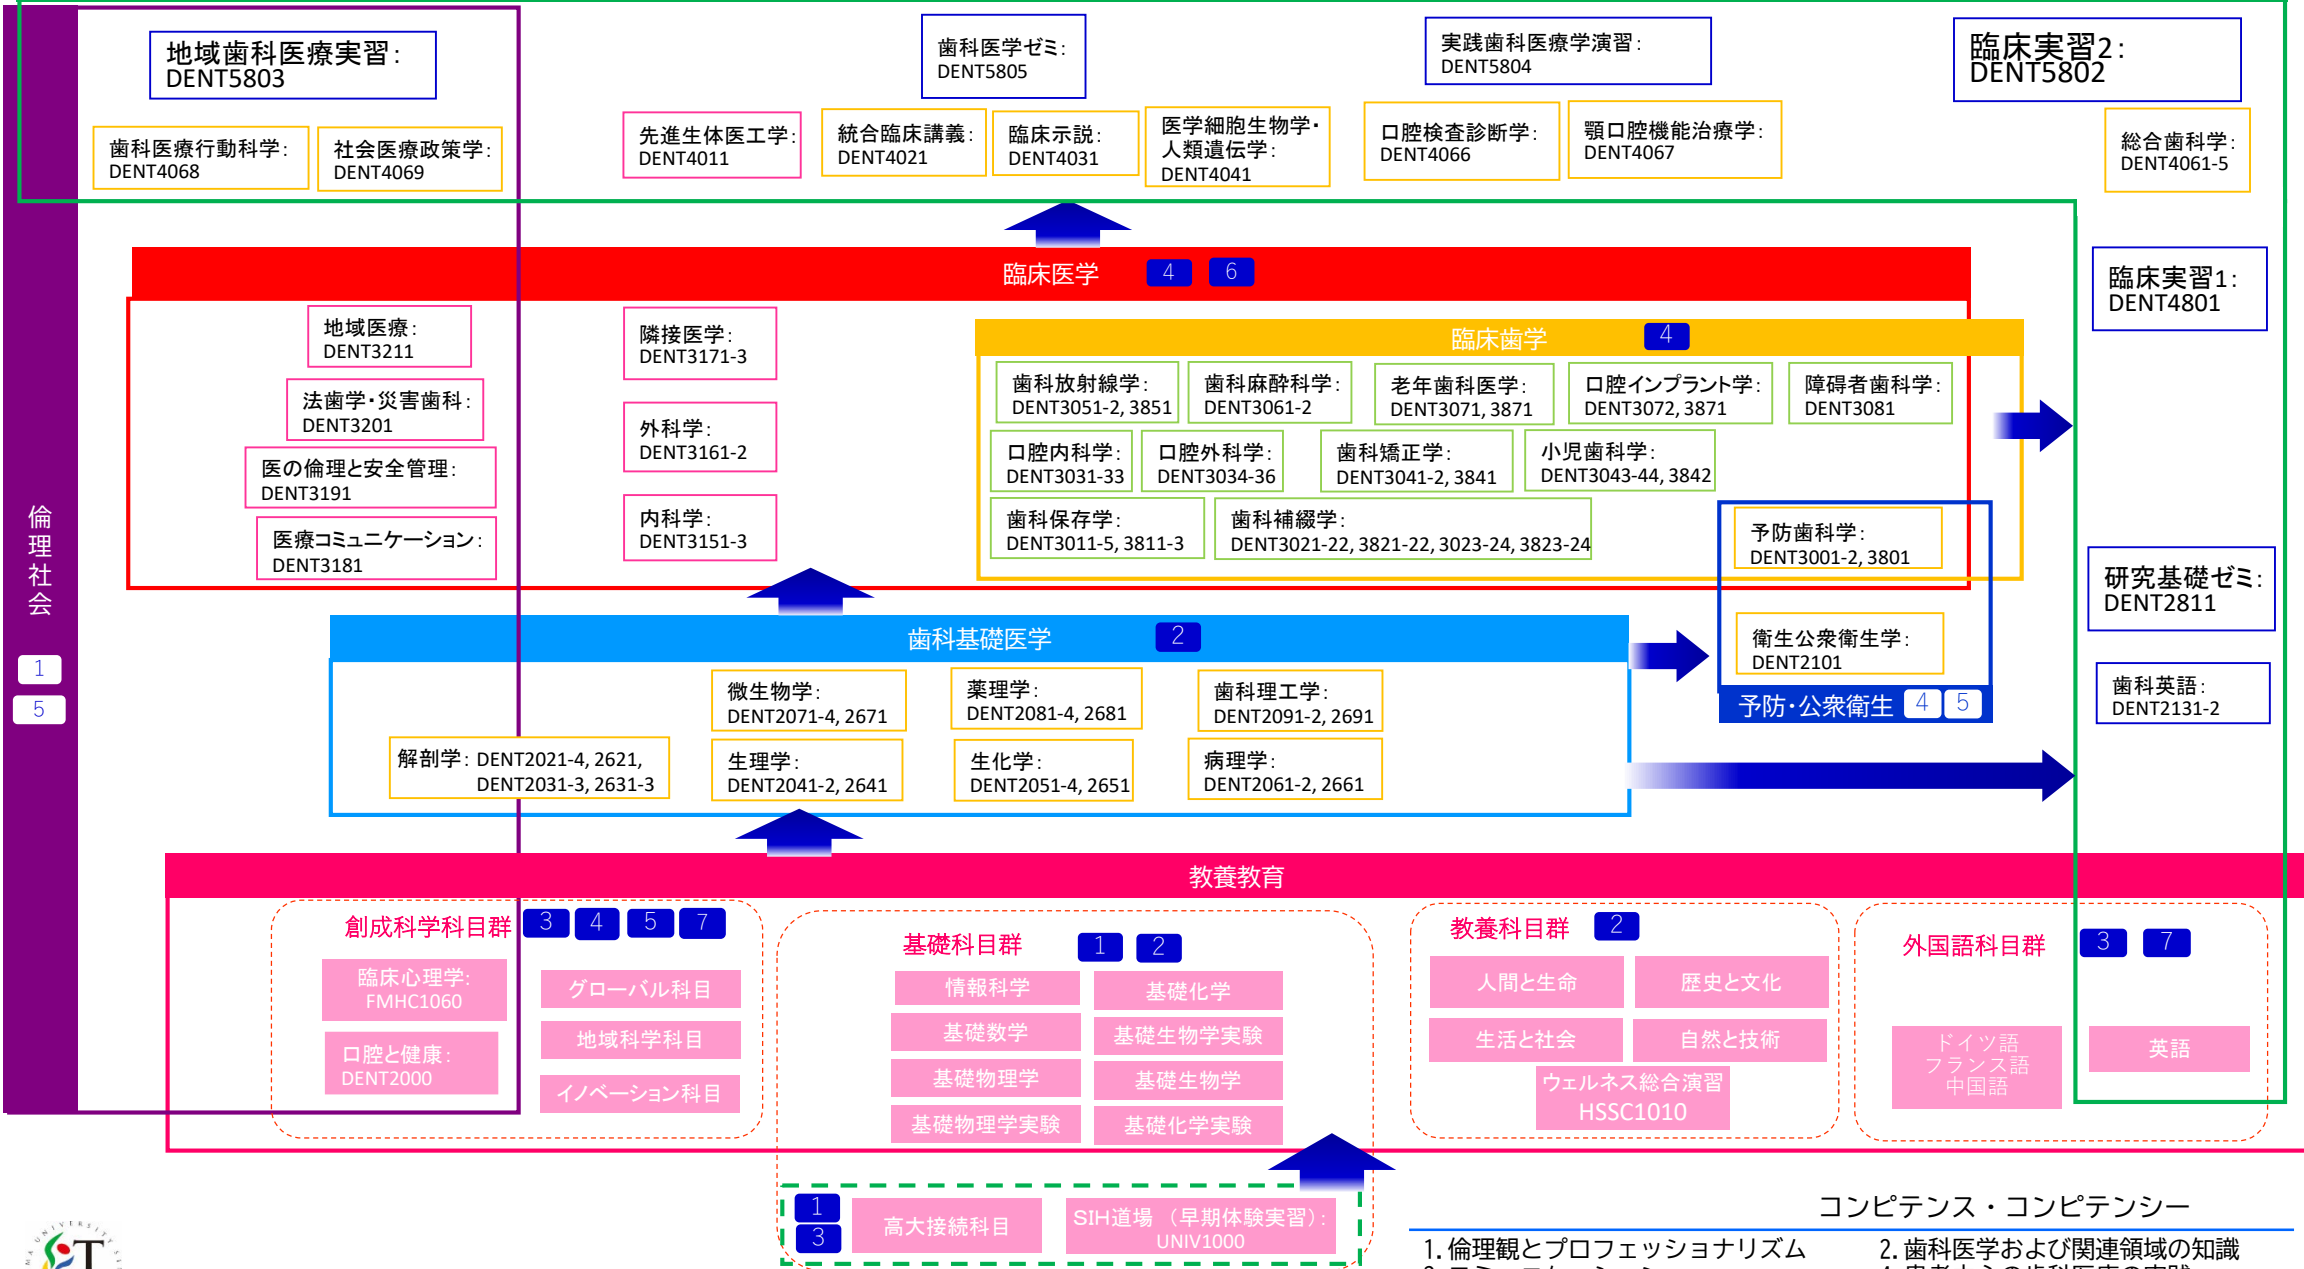 地域歯科医療実習：
DENT5803
歯科医学ゼミ：
DENT5805
実践歯科医療学演習：
DENT5804
臨床実習2：
DENT5802
歯科医療行動科学：
DENT4068
社会医療政策学：
DENT4069
先進生体医工学：
DENT4011
統合臨床講義：
DENT4021
臨床示説：
DENT4031
医学細胞生物学・
人類遺伝学：
DENT4041
口腔検査診断学：
DENT4066
顎口腔機能治療学：
DENT4067
総合歯科学：
DENT4061-5
臨床医学 4 6
臨床実習1：
DENT4801
地域医療：
DENT3211
隣接医学：
DENT3171-3
臨床歯学 4
法歯学・災害歯科：
DENT3201
外科学：
DENT3161-2
歯科放射線学：
DENT3051-2, 3851
歯科麻酔科学：
DENT3061-2
老年歯科医学：
DENT3071, 3871
口腔インプラント学：
DENT3072, 3871
障碍者歯科学：
DENT3081
医の倫理と安全管理：
DENT3191
口腔内科学：
DENT3031-33
口腔外科学：
DENT3034-36
歯科矯正学：
DENT3041-2, 3841
小児歯科学：
DENT3043-44, 3842
医療コミュニケーション：
DENT3181
内科学：
DENT3151-3
歯科保存学：
DENT3011-5, 3811-3
歯科補綴学：
DENT3021-22, 3821-22, 3023-24, 3823-24
予防歯科学：
DENT3001-2, 3801
倫理社会
1
5
研究基礎ゼミ：
DENT2811
歯科基礎医学 2
衛生公衆衛生学：
DENT2101
予防・公衆衛生 4 5
歯科英語：
DENT2131-2
微生物学：
DENT2071-4, 2671
薬理学：
DENT2081-4, 2681
歯科理工学：
DENT2091-2, 2691
解剖学：DENT2021-4, 2621,
DENT2031-3, 2631-3
生理学：
DENT2041-2, 2641
生化学：
DENT2051-4, 2651
病理学：
DENT2061-2, 2661
教養教育
創成科学科目群 3 4 5 7
臨床心理学：
FMHC1060
グローバル科目
口腔と健康：
DENT2000
地域科学科目
イノベーション科目
基礎科目群 1 2
情報科学
基礎化学
基礎数学
基礎生物学実験
基礎物理学
基礎生物学
基礎物理学実験
基礎化学実験
教養科目群 2
人間と生命
歴史と文化
生活と社会
自然と技術
ウェルネス総合演習
HSSC1010
外国語科目群 3 7
ドイツ語
フランス語
中国語
英語
1
3
高大接続科目
SIH道場 （早期体験実習）：
UNIV1000
コンピテンス・コンピテンシー
1. 倫理観とプロフェッショナリズム
2. 歯科医学および関連領域の知識